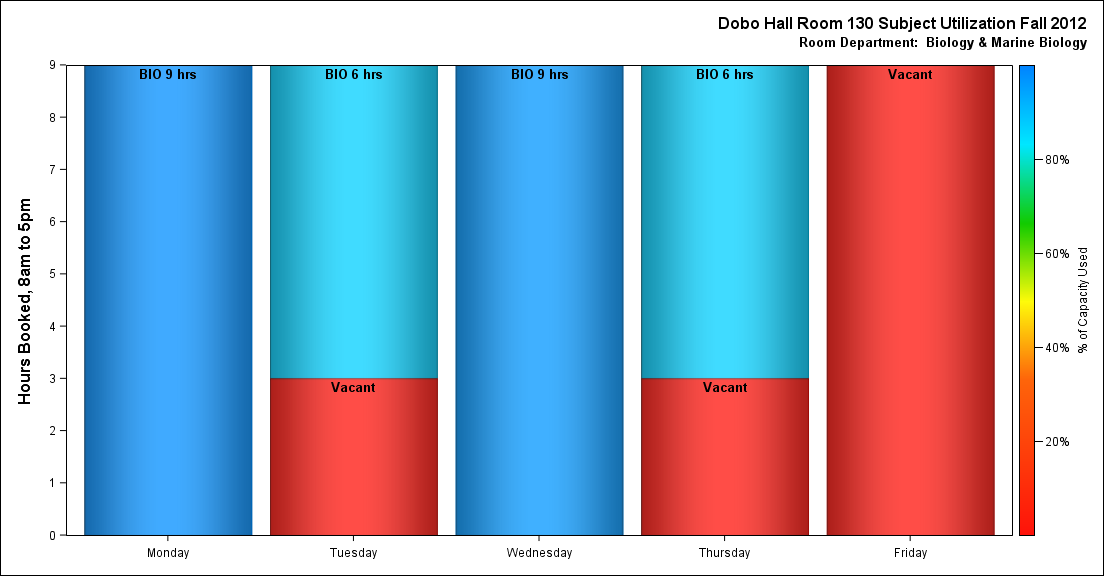 Dobo Hall Room 130 Subject Utilization Fall 2012
Room Department:  Biology & Marine Biology
Hours Booked, 8am to 5pm
9
8
7
6
5
4
3
2
1
0
BIO 9 hrs
BIO 6 hrs
BIO 9 hrs
BIO 6 hrs
Vacant
Vacant
Vacant
Monday
Tuesday
Wednesday
Thursday
Friday
80%
60%
40%
20%
% of Capacity Used